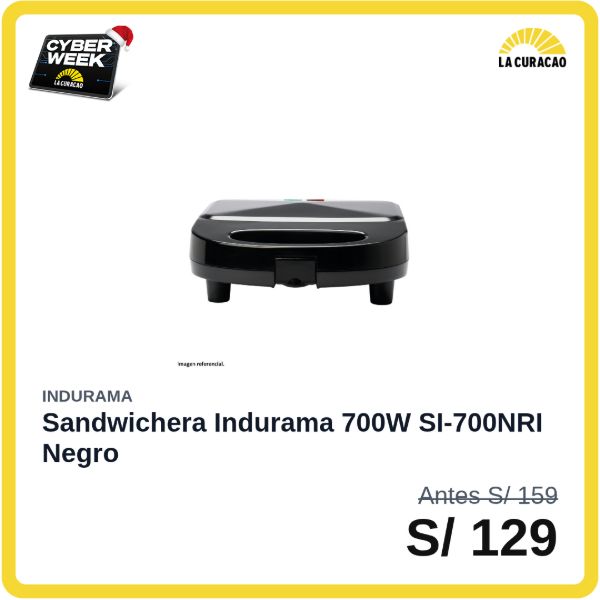 CYBER
WEEK
LA CURACAO
LA CURACAO
Imagen referencial.
INDURAMA
Sandwichera Indurama 700W SI-700NRI
Negro
Antes S/ 159
S/ 129